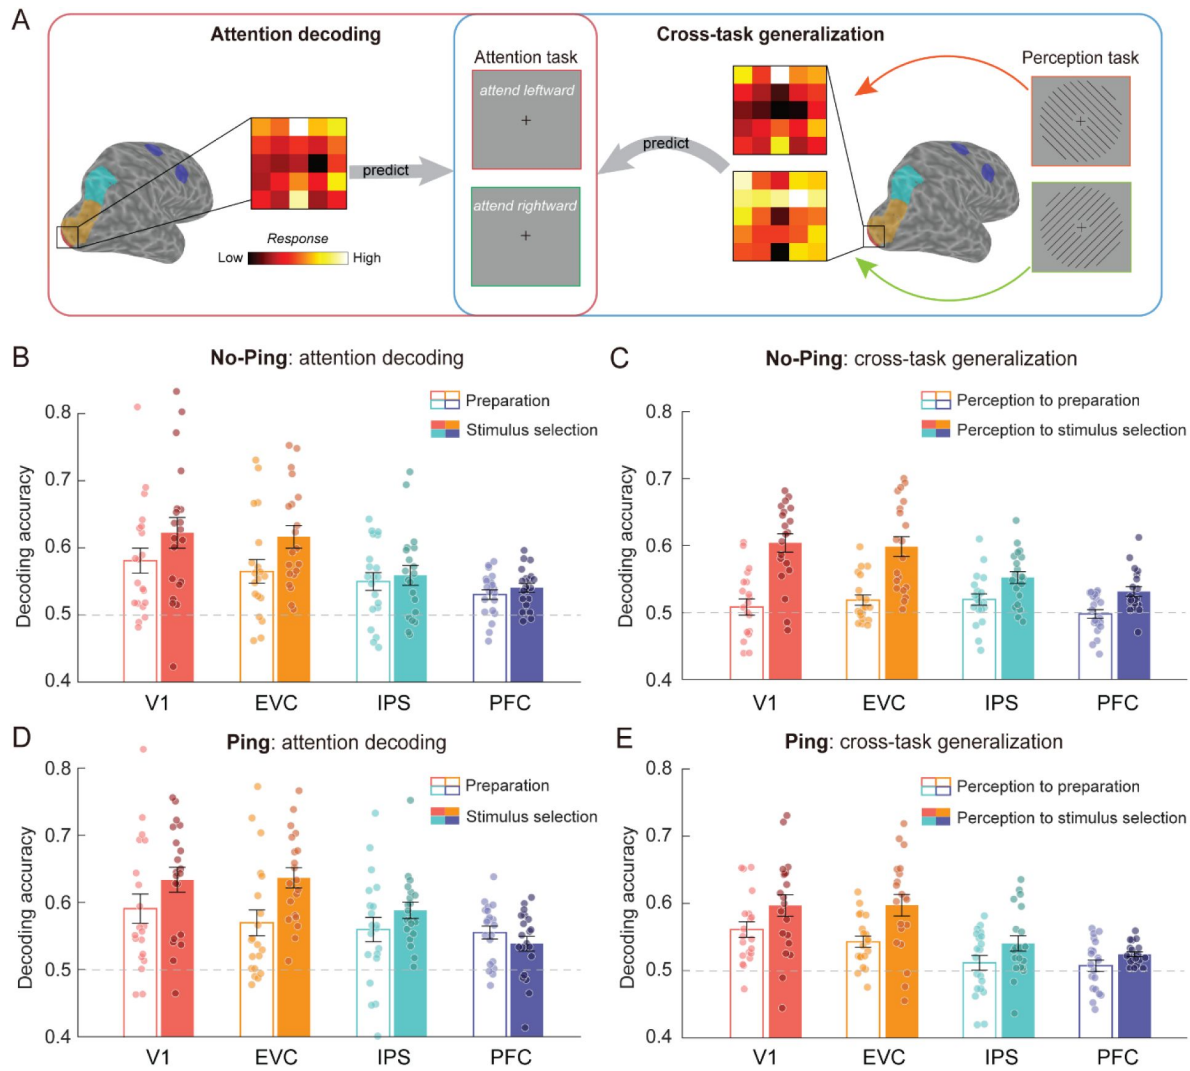 A
Attention decoding
Cross-task generalization
Attention task
Perception task
attend leftward
predict
predict
attend rightward
Response
Low
High
B
No-Ping: attention decoding
Preparation
Stimulus selection
Decoding accuracy
0.8
0.7
0.6
0.5
0.4
V1
EVC
IPS
PFC
C
No-Ping: cross-task generalization
Perception to preparation
Perception to stimulus selection
Decoding accuracy
0.8
0.7
0.6
0.5
0.4
V1
EVC
IPS
PFC
D
Ping: attention decoding
Preparation
Stimulus selection
Decoding accuracy
0.8
0.7
0.6
0.5
0.4
V1
EVC
IPS
PFC
E
Ping: cross-task generalization
Perception to preparation
Perception to stimulus selection
Decoding accuracy
0.8
0.7
0.6
0.5
0.4
V1
EVC
IPS
PFC